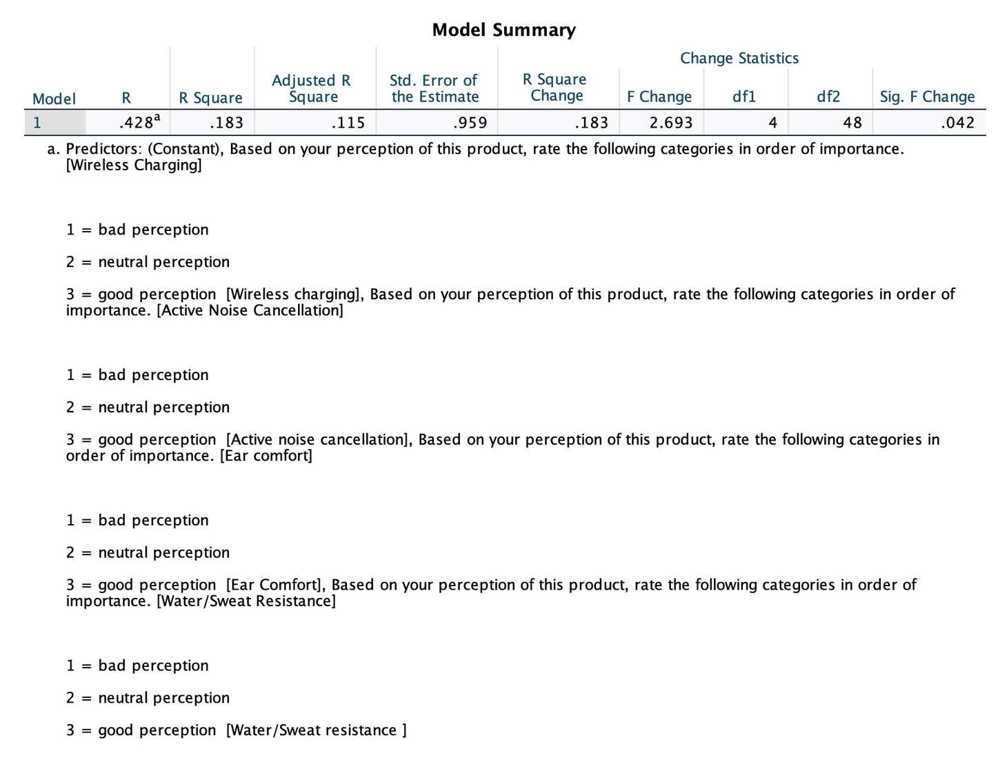 Model Summary
Change Statistics
Model R R Square Adjusted R Square Std. Error of the Estimate R Square Change F Change df1 df2 Sig. F Change
1 .428a .183 .115 .959 .183 2.693 4 48 .042
a. Predictors: (Constant), Based on your perception of this product, rate the following categories in order of importance.
[Wireless Charging]
1 = bad perception
2 = neutral perception
3 = good perception [Wireless charging], Based on your perception of this product, rate the following categories in order of
importance. [Active Noise Cancellation]
1 = bad perception
2 = neutral perception
3 = good perception [Active noise cancellation], Based on your perception of this product, rate the following categories in
order of importance. [Ear comfort]
1 = bad perception
2 = neutral perception
3 = good perception [Ear Comfort], Based on your perception of this product, rate the following categories in order of
importance. [Water/Sweat Resistance]
1 = bad perception
2 = neutral perception
3 = good perception [Water/Sweat resistance ]